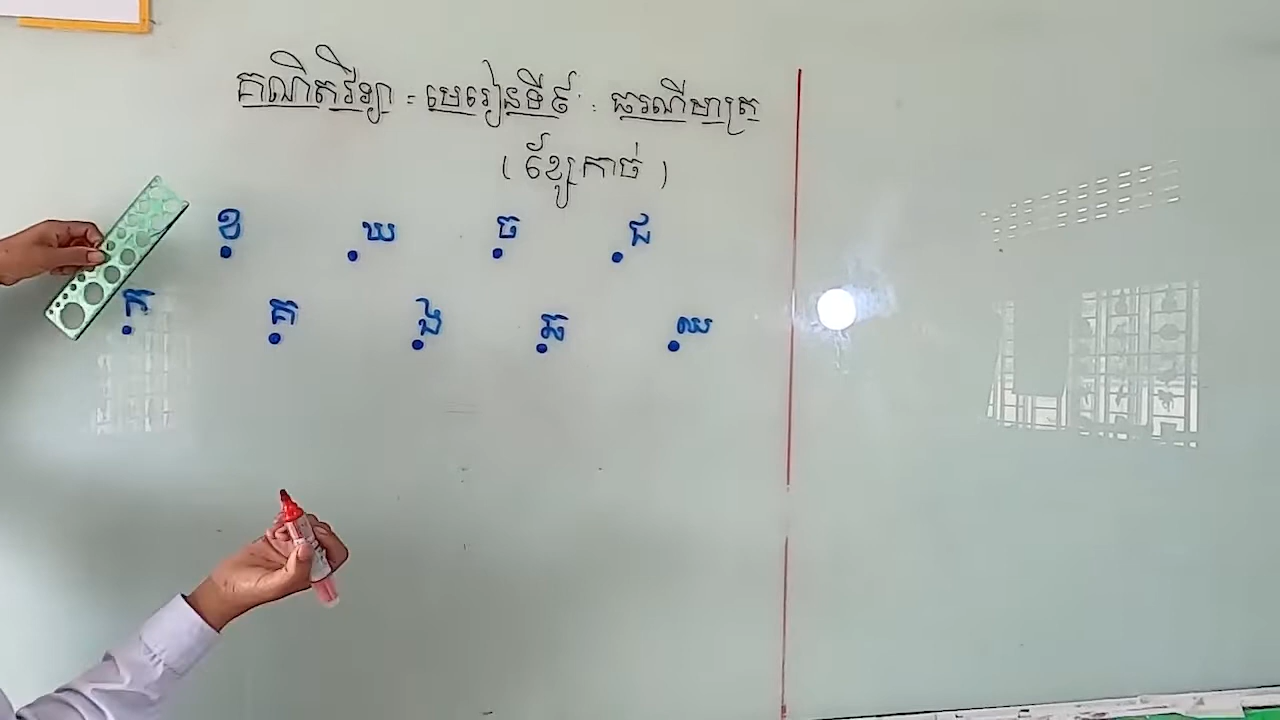 គណិតវិទ្យា ៖ មេរៀនទី៩ : ធរណីមាត្រ
( ខ្សែកាច់ )
ខ ឃ ច ជ
ក គ ង ឆ ឈ